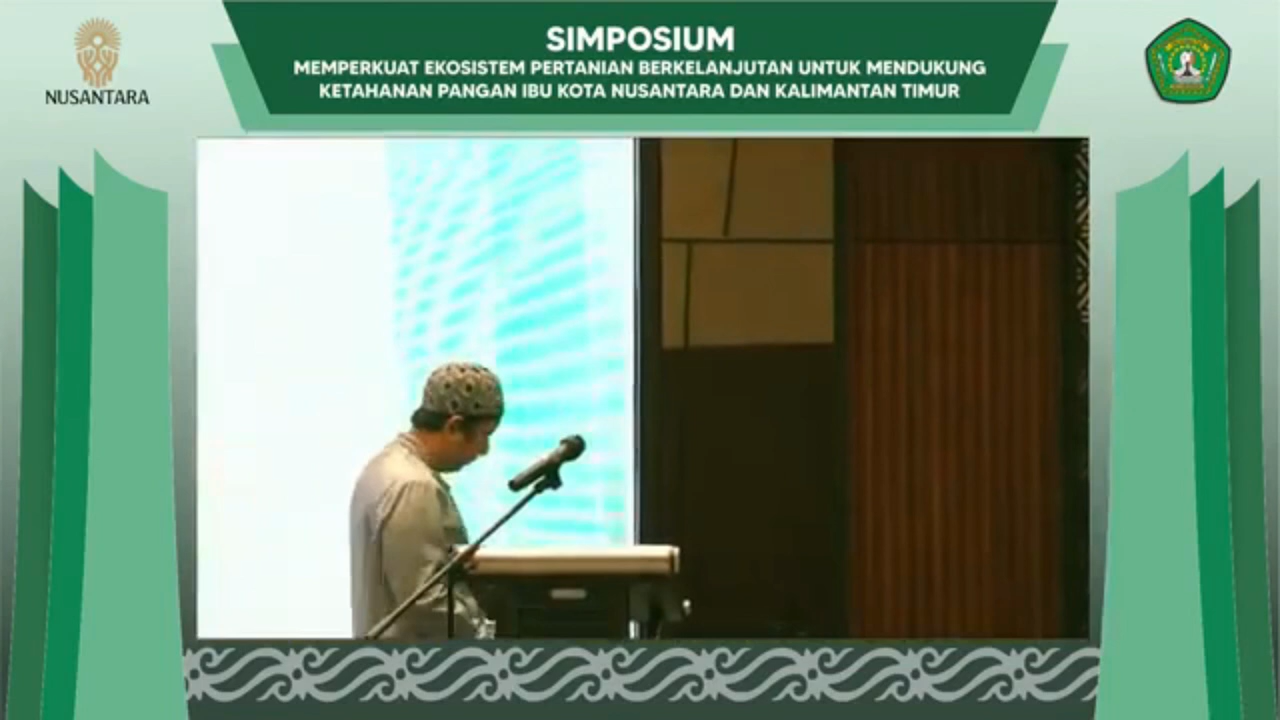 SIMPOSIUM
MEMPERKUAT EKOSISTEM PERTANIAN BERKELANJUTAN UNTUK MENDUKUNG
KETAHANAN PANGAN IBU KOTA NUSANTARA DAN KALIMANTAN TIMUR
NUSANTARA